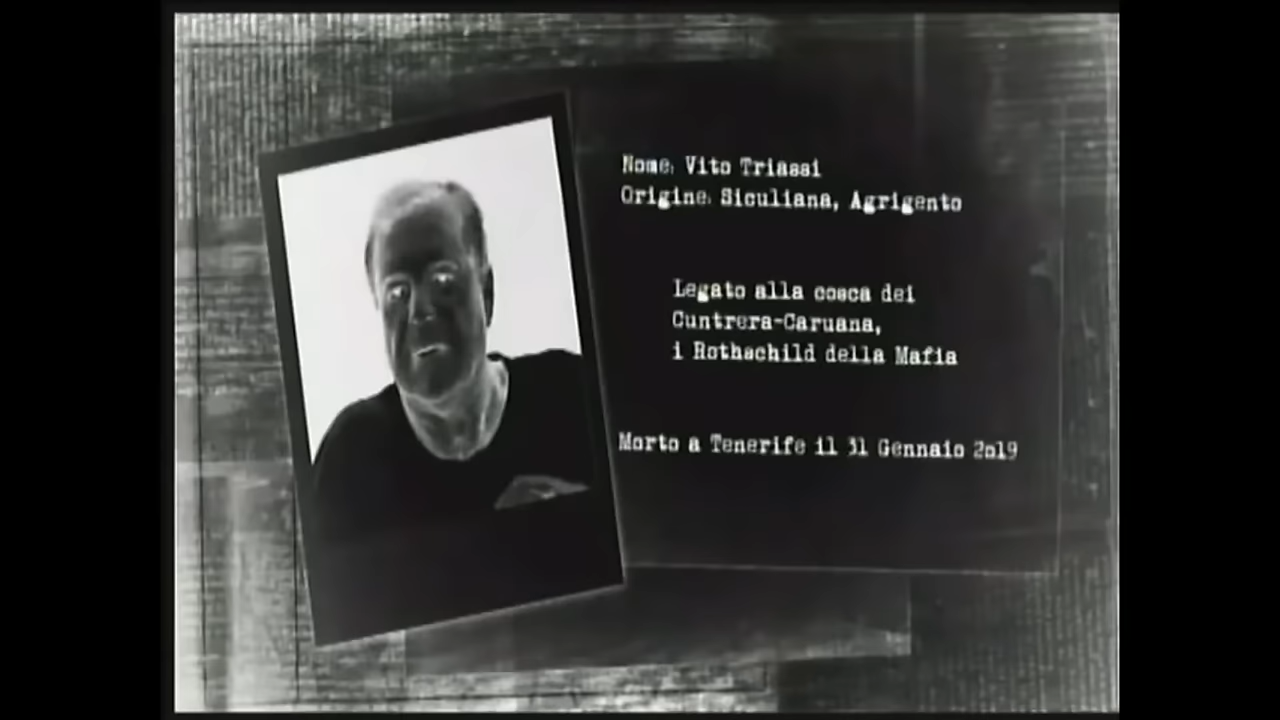 Nome: Vito Triassi
Origine: Siculiana, Agrigento
Legato alla cosca dei
Cuntrera-Caruana,
i Rothschild della Mafia
Morto a Tenerife il 31 Gennaio 2019